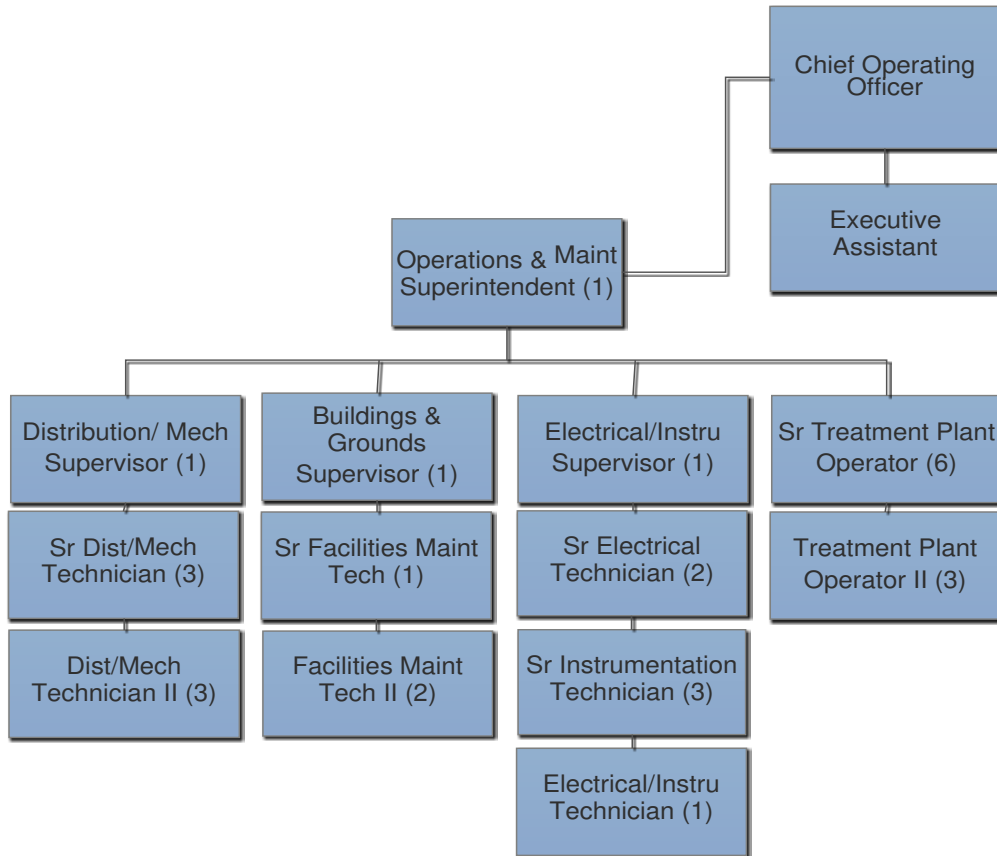 Chief Operating
Officer
Executive
Assistant
Operations & Maint
Superintendent (1)
Distribution/ Mech
Supervisor (1)
Sr Dist/Mech
Technician (3)
Dist/Mech
Technician II (3)
Buildings &
Grounds
Supervisor (1)
Sr Facilities Maint
Tech (1)
Facilities Maint
Tech II (2)
Electrical/Instru
Supervisor (1)
Sr Electrical
Technician (2)
Sr Instrumentation
Technician (3)
Electrical/Instru
Technician (1)
Sr Treatment Plant
Operator (6)
Treatment Plant
Operator II (3)